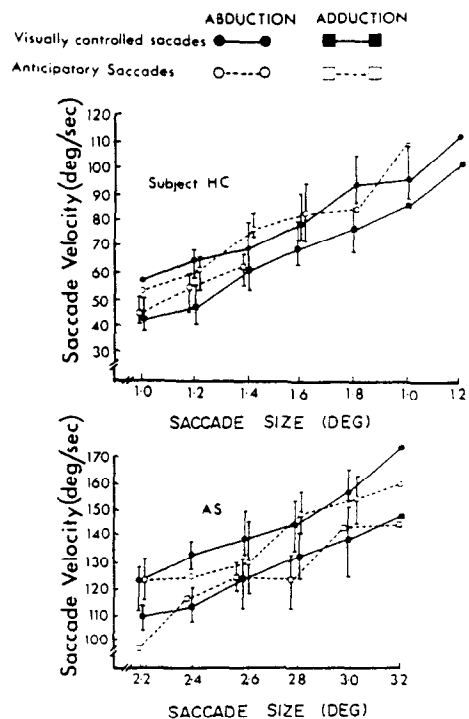 ABDUCTION ADDUCTION
Visually controlled sacades
Anticipatory Saccades
Saccade Velocity(deg/sec)
120
110
100
90
80
70
60
50
40
30
Subject HC
1·0 1·2 1·4 1·6 1·8 1·0 1·2
SACCADE SIZE (DEG)
Saccade Velocity(deg/sec)
170
160
150
140
130
120
110
100
AS
2·2 2·4 2·6 2·8 3·0 32
SACCADE SIZE (DEG)